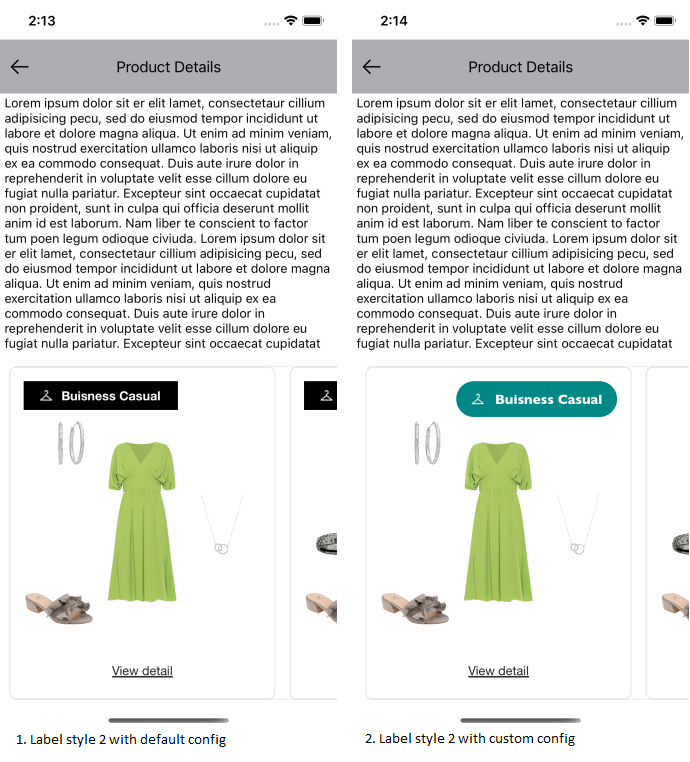 2:13
Product Details
Lorem ipsum dolor sit er elit lamet, consectetaur cillium
adipisicing pecu, sed do eiusmod tempor incididunt ut
labore et dolore magna aliqua. Ut enim ad minim veniam,
quis nostrud exercitation ullamco laboris nisi ut aliquip
ex ea commodo consequat. Duis aute irure dolor in
reprehenderit in voluptate velit esse cillum dolore eu
fugiat nulla pariatur. Excepteur sint occaecat cupidatat
non proident, sunt in culpa qui officia deserunt mollit
anim id est laborum. Nam liber te conscient to factor
tum poen legum odioque civiuda. Lorem ipsum dolor sit
er elit lamet, consectetaur cillium adipisicing pecu, sed
do eiusmod tempor incididunt ut labore et dolore magna
aliqua. Ut enim ad minim veniam, quis nostrud
exercitation ullamco laboris nisi ut aliquip ex ea
commodo consequat. Duis aute irure dolor in
reprehenderit in voluptate velit esse cillum dolore eu
fugiat nulla pariatur. Excepteur sint occaecat cupidatat
Buisness Casual
View detail
1. Label style 2 with default config
2:14
Product Details
Lorem ipsum dolor sit er elit lamet, consectetaur cillium
adipisicing pecu, sed do eiusmod tempor incididunt ut
labore et dolore magna aliqua. Ut enim ad minim veniam,
quis nostrud exercitation ullamco laboris nisi ut aliquip
ex ea commodo consequat. Duis aute irure dolor in
reprehenderit in voluptate velit esse cillum dolore eu
fugiat nulla pariatur. Excepteur sint occaecat cupidatat
non proident, sunt in culpa qui officia deserunt mollit
anim id est laborum. Nam liber te conscient to factor
tum poen legum odioque civiuda. Lorem ipsum dolor sit
er elit lamet, consectetaur cillium adipisicing pecu, sed
do eiusmod tempor incididunt ut labore et dolore magna
aliqua. Ut enim ad minim veniam, quis nostrud
exercitation ullamco laboris nisi ut aliquip ex ea
commodo consequat. Duis aute irure dolor in
reprehenderit in voluptate velit esse cillum dolore eu
fugiat nulla pariatur. Excepteur sint occaecat cupidatat
Buisness Casual
View detail
2. Label style 2 with custom config